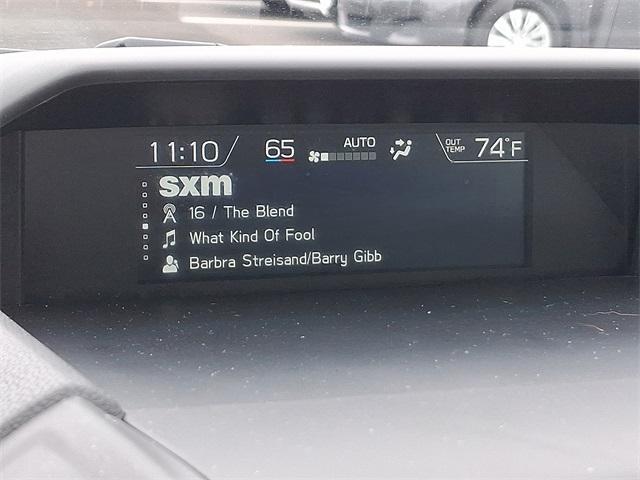 11:10 65 AUTO OUT TEMP 74°F
sxm
16 / The Blend
What Kind Of Fool
Barbra Streisand/Barry Gibb